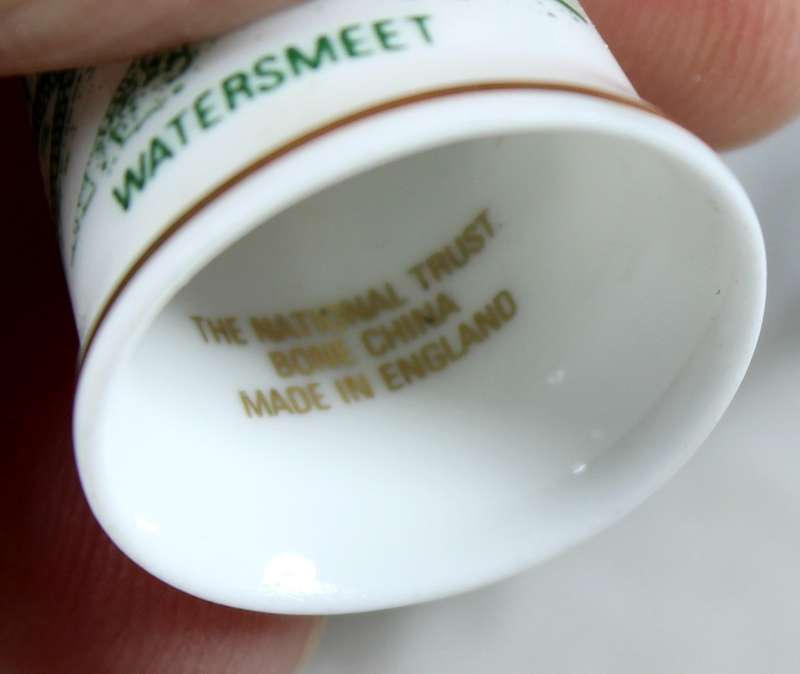 WATERSMEET
THE NATIONAL TRUST
BONE CHINA
MADE IN ENGLAND